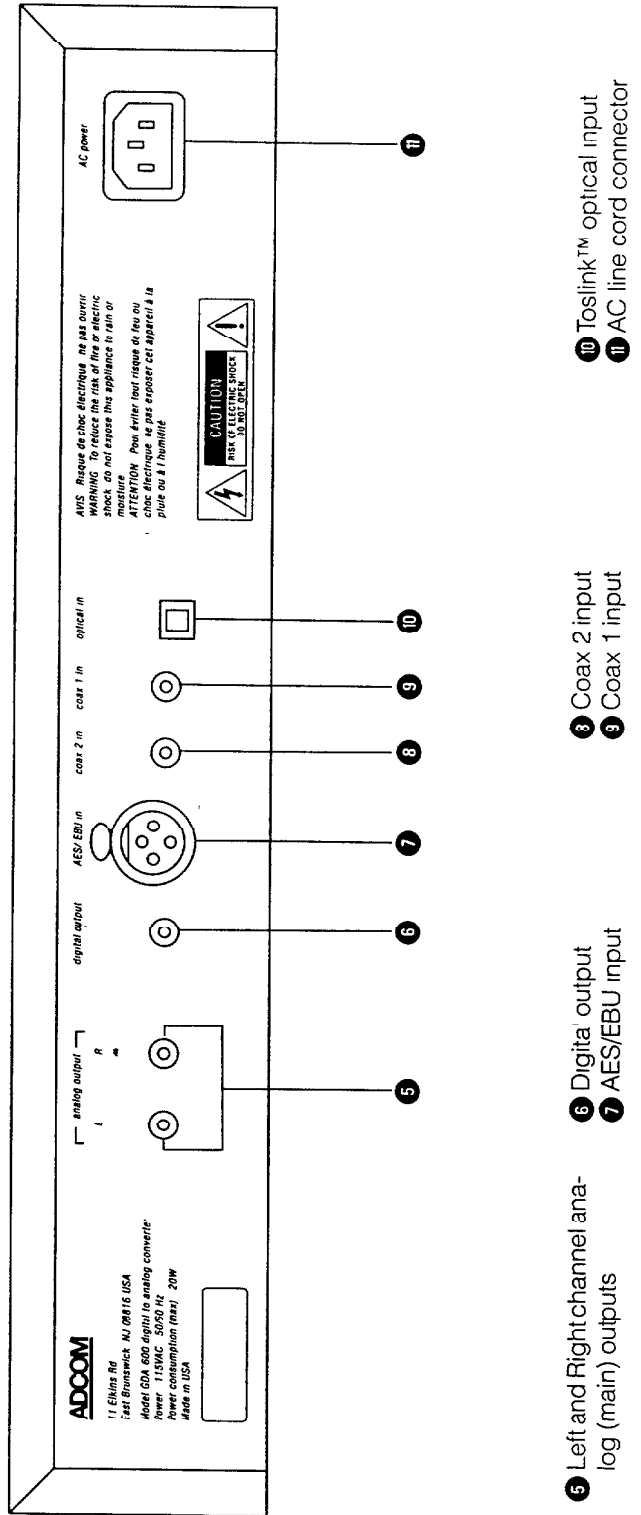 ADCOM
11 Elkins Rd
East Brunswick NJ 08816 USA
Model GDA 600 digital to analog converter
Power 115VAC 50/60 Hz
Power consumption (max) 20W
Made in USA
analog output
L R
digital output
AES/EBU in
coax 2 in
coax 1 in
optical in
AVIS Risque de choc électrique ne pas ouvrir
WARNING To reduce the risk of fire or electric
shock do not expose this appliance to rain or
moisture
ATTENTION Pour éviter tout risque de feu ou
choc électrique ne pas exposer cet appareil à la
pluie ou à l humidité
CAUTION
RISK OF ELECTRIC SHOCK
DO NOT OPEN
AC power
5
6
7
8
9
10
11
5 Left and Right channel ana-
log (main) outputs
6 Digital output
7 AES/EBU input
8 Coax 2 input
9 Coax 1 input
10 Toslink™ optical input
11 AC line cord connector